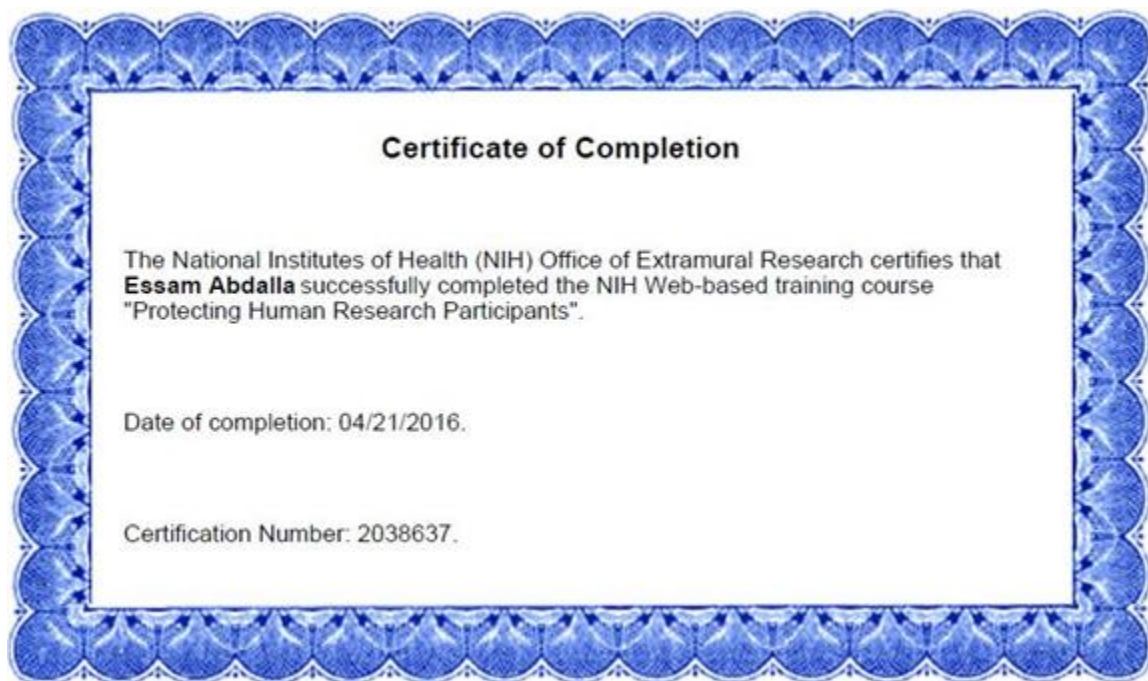 Certificate of Completion
The National Institutes of Health (NIH) Office of Extramural Research certifies that
Essam Abdalla successfully completed the NIH Web-based training course
"Protecting Human Research Participants".
Date of completion: 04/21/2016.
Certification Number: 2038637.